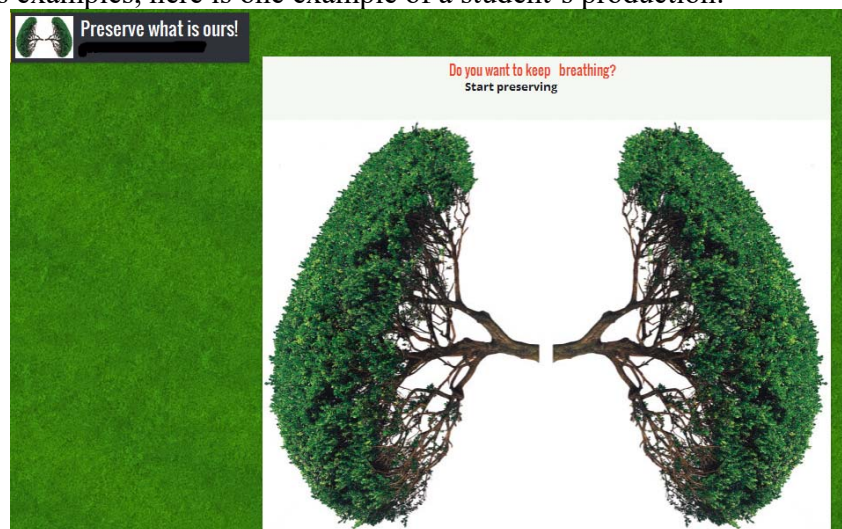 s examples, here is one example of a student's production.
Preserve what is ours!
Do you want to keep breathing?
Start preserving